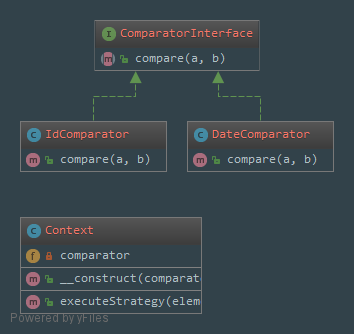 I ComparatorInterface
m compare(a, b)
C IdComparator
m compare(a, b)
C DateComparator
m compare(a, b)
C Context
f comparator
m __construct(comparat
m executeStrategy(elem
Powered by yFiles